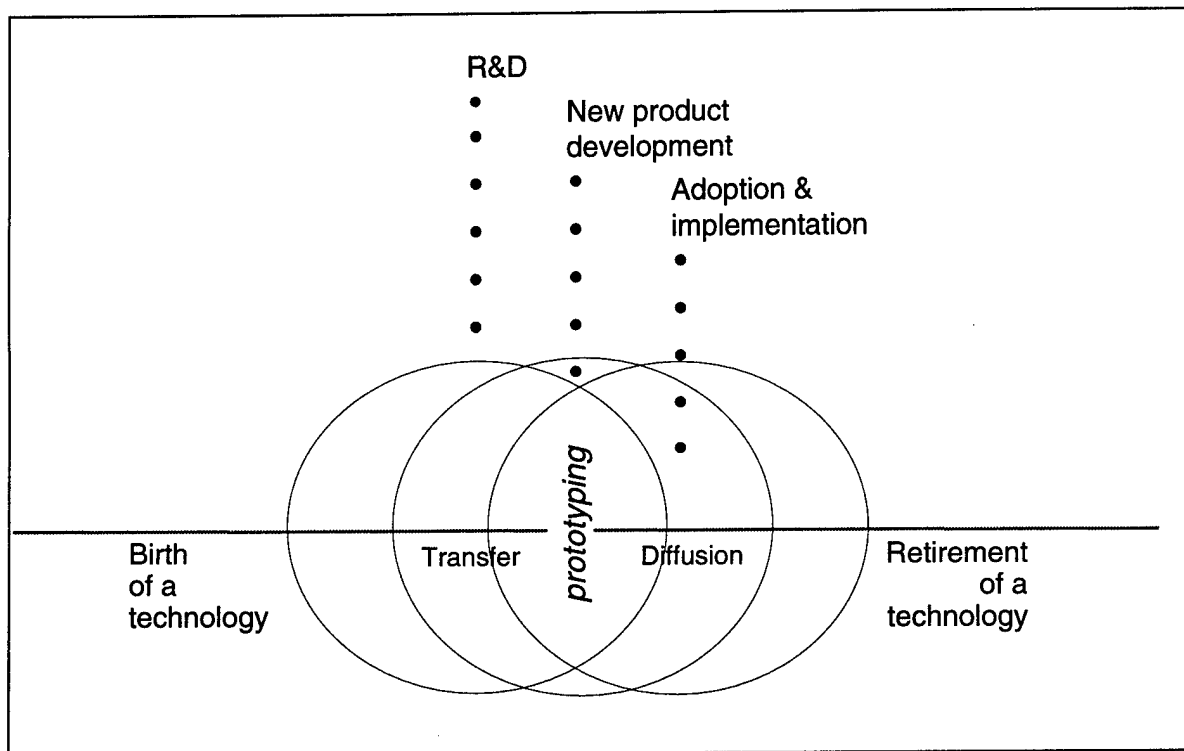 R&D
New product
development
Adoption &
implementation
prototyping
Birth
of a
technology
Transfer
Diffusion
Retirement
of a
technology